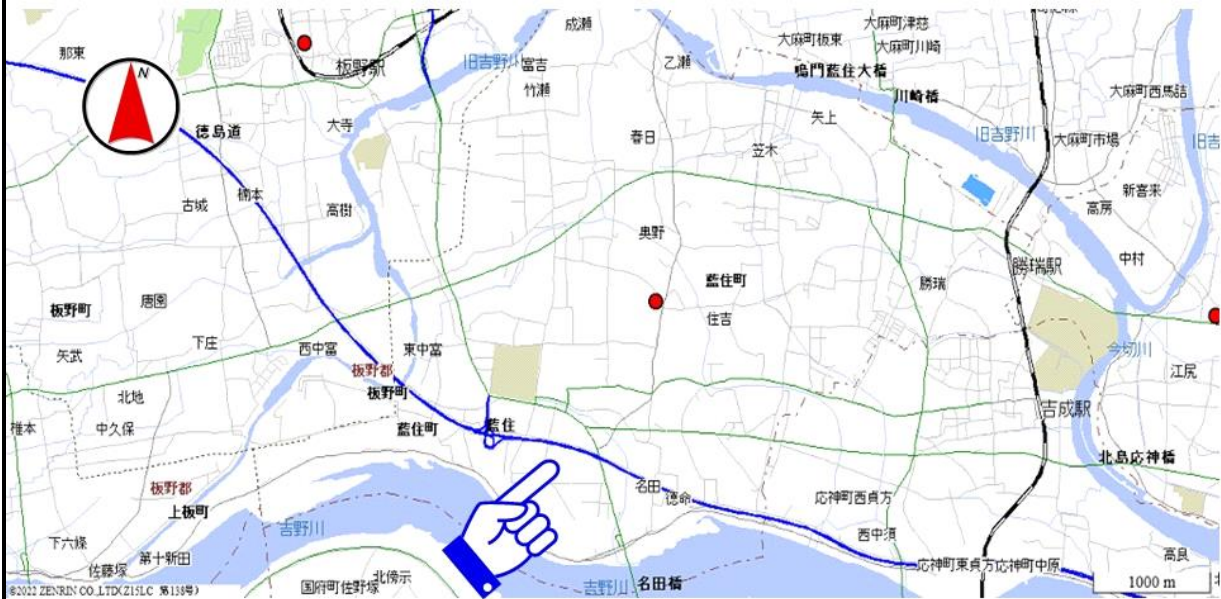 成瀬
大麻町津慈
那東
大麻町板東
大麻町川崎
N
板野駅
旧吉野川
富吉
乙瀬
鳴門藍住大橋
竹瀬
川崎橋
大麻町西馬詰
徳島道
大寺
春日
矢上
旧吉野川
大麻町市場
旧吉
笠木
楠本
新喜来
古城
高樹
高房
奥野
中村
勝瑞駅
藍住町
勝瑞
唐園
板野町
住吉
下庄
西中富
東中富
今切川
矢武
板野郡
江尻
板野町
北地
吉成駅
椎本
中久保
藍住町
藍住
北島応神橋
板野郡
名田
徳命
応神町西貞方
上板町
吉野川
西中須
下六條
第十新田
高良
佐藤塚
北傍示
応神町東貞方
応神町中原
国府町佐野塚
吉野川
名田橋
1000 m
©2022 ZENRIN CO.,LTD(Z15LC 第138号)